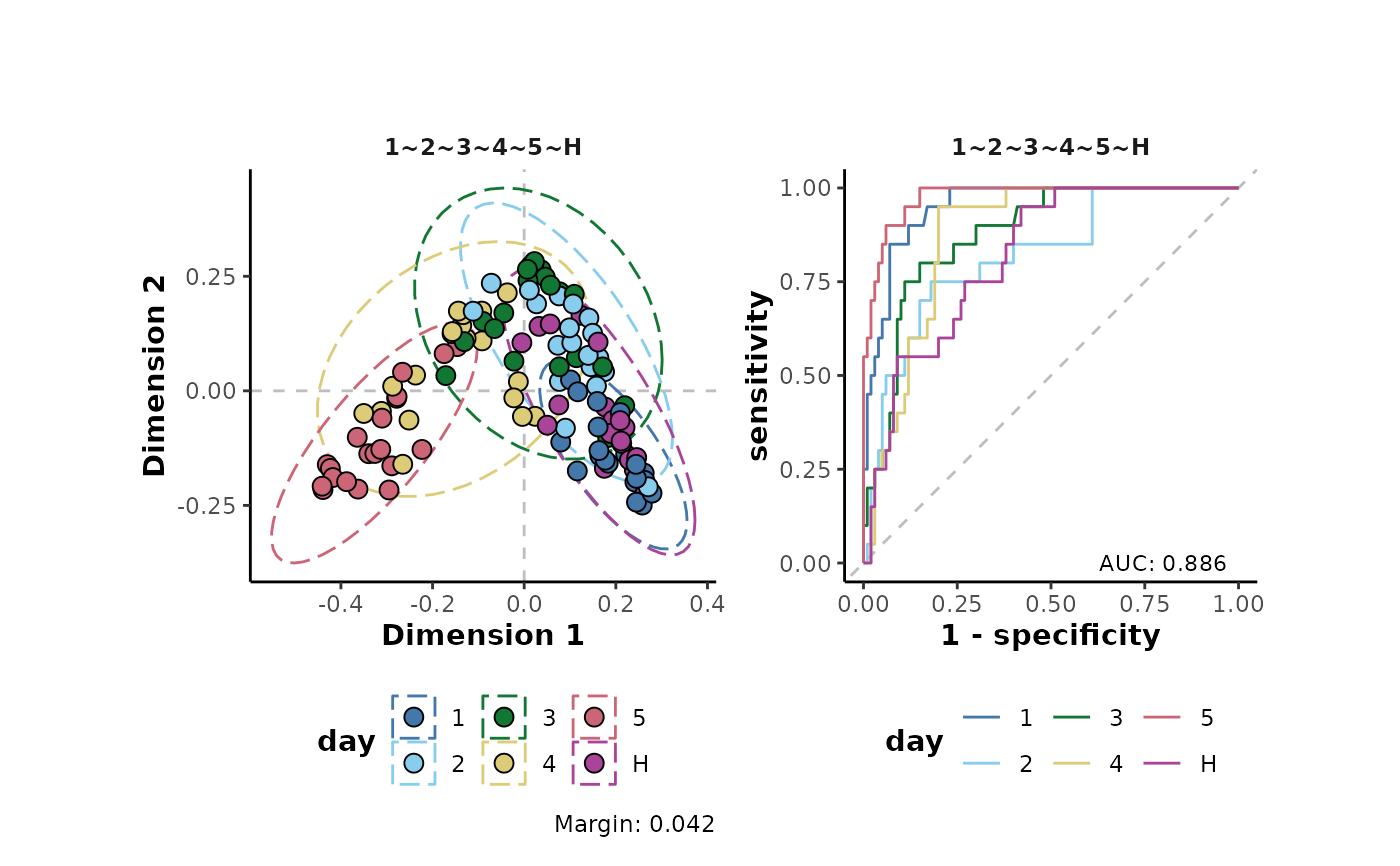 1~2~3~4~5~H
Dimension 2
0.25
0.00
-0.25
-0.4 -0.2 0.0 0.2 0.4
Dimension 1
day
1 3 5
2 4 H
Margin: 0.042
1~2~3~4~5~H
sensitivity
1.00
0.75
0.50
0.25
0.00
AUC: 0.886
0.00 0.25 0.50 0.75 1.00
1 - specificity
day
1 3 5
2 4 H